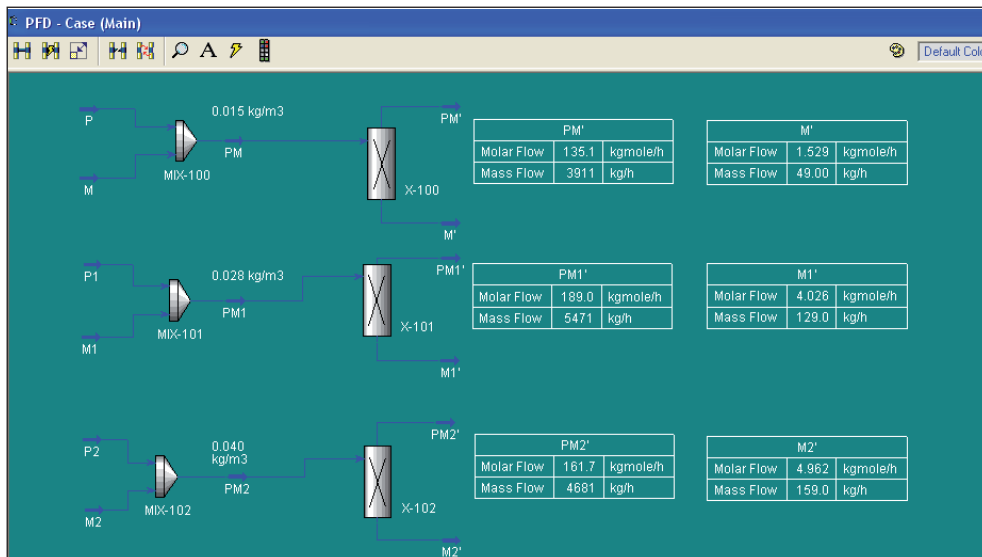 PFD - Case (Main)
A
Default Colo
P
0.015 kg/m3
PM'
PM
MIX-100
M
X-100
M'
PM'
Molar Flow 135.1 kgmole/h
Mass Flow 3911 kg/h
M'
Molar Flow 1.529 kgmole/h
Mass Flow 49.00 kg/h
P1
0.028 kg/m3
PM1'
PM1
MIX-101
M1
X-101
M1'
PM1'
Molar Flow 189.0 kgmole/h
Mass Flow 5471 kg/h
M1'
Molar Flow 4.026 kgmole/h
Mass Flow 129.0 kg/h
P2
0.040
kg/m3
PM2'
PM2
MIX-102
M2
X-102
M2'
PM2'
Molar Flow 161.7 kgmole/h
Mass Flow 4681 kg/h
M2'
Molar Flow 4.962 kgmole/h
Mass Flow 159.0 kg/h